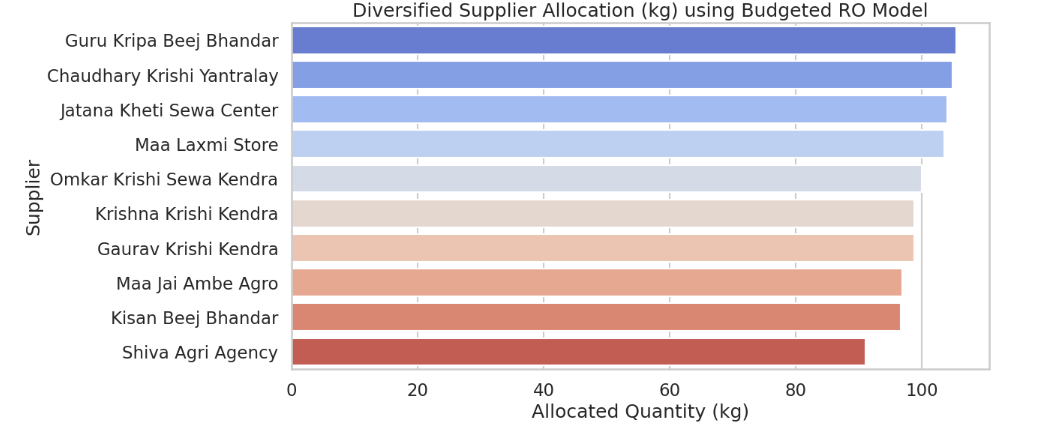 Diversified Supplier Allocation (kg) using Budgeted RO Model
Supplier
Guru Kripa Beej Bhandar
Chaudhary Krishi Yantralay
Jatana Kheti Sewa Center
Maa Laxmi Store
Omkar Krishi Sewa Kendra
Krishna Krishi Kendra
Gaurav Krishi Kendra
Maa Jai Ambe Agro
Kisan Beej Bhandar
Shiva Agri Agency
0 20 40 60 80 100
Allocated Quantity (kg)